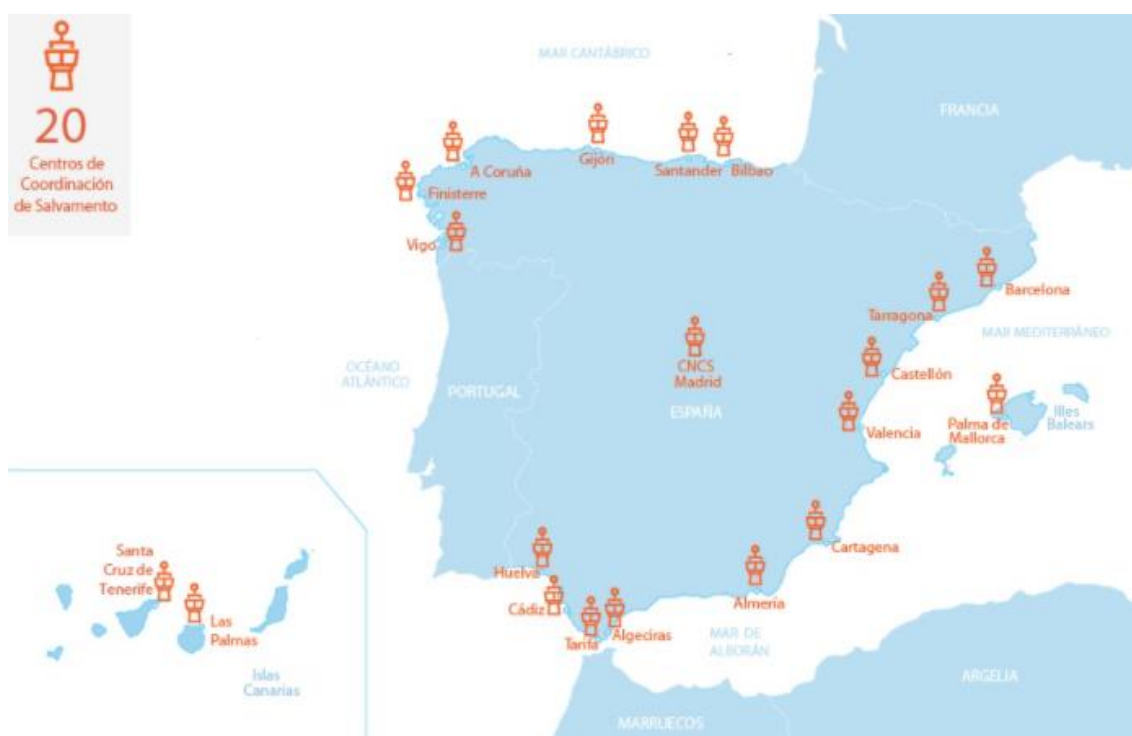 20
Centros de
Coordinación
de Salvamento
MAR CANTÁBRICO
FRANCIA
A Coruña
Gijón
Santander
Bilbao
Finisterre
Vigo
Barcelona
Tarragona
MAR MEDITERRÁNEO
CNCS
Madrid
Castellón
OCÉANO
ATLÁNTICO
PORTUGAL
ESPAÑA
Valencia
Palma de
Mallorca
Illes
Balears
Cartagena
Huelva
Cádiz
Almería
Tarifa
Algeciras
MAR DE
ALBORÁN
Santa
Cruz de
Tenerife
Las
Palmas
Islas
Canarias
ARGELIA
MARRUECOS